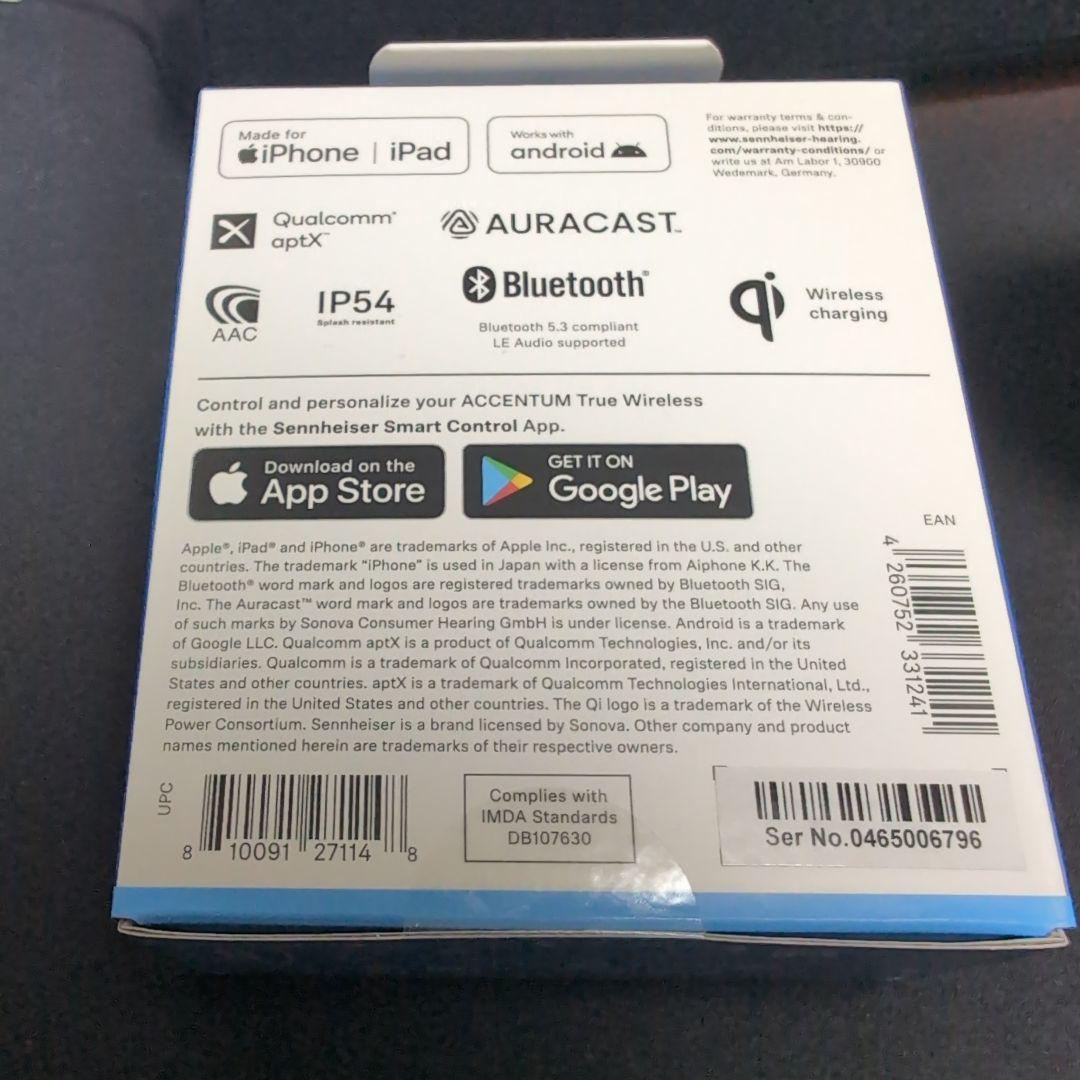 Made for
iPhone | iPad
Works with
android
For warranty terms & con-
ditions, please visit https://
www.sennheiser-hearing.
com/warranty-conditions/ or
write us at Am Labor 1, 30900
Wedemark, Germany.
Qualcomm®
aptX™
AURACAST™
AAC
IP54
Splash resistant
Bluetooth®
Bluetooth 5.3 compliant
LE Audio supported
qi
Wireless
charging
Control and personalize your ACCENTUM True Wireless
with the Sennheiser Smart Control App.
Download on the
App Store
GET IT ON
Google Play
Apple®, iPad® and iPhone® are trademarks of Apple Inc., registered in the U.S. and other
countries. The trademark “iPhone” is used in Japan with a license from Aiphone K.K. The
Bluetooth® word mark and logos are registered trademarks owned by Bluetooth SIG,
Inc. The Auracast™ word mark and logos are trademarks owned by the Bluetooth SIG. Any use
of such marks by Sonova Consumer Hearing GmbH is under license. Android is a trademark
of Google LLC. Qualcomm aptX is a product of Qualcomm Technologies, Inc. and/or its
subsidiaries. Qualcomm is a trademark of Qualcomm Incorporated, registered in the United
States and other countries. aptX is a trademark of Qualcomm Technologies International, Ltd.,
registered in the United States and other countries. The Qi logo is a trademark of the Wireless
Power Consortium. Sennheiser is a brand licensed by Sonova. Other company and product
names mentioned herein are trademarks of their respective owners.
EAN
4 260752 331241
UPC
8 10091 27114 8
Complies with
IMDA Standards
DB107630
Ser No.0465006796